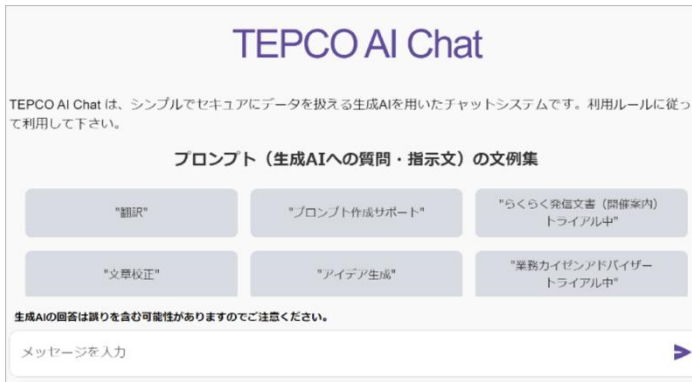 TEPCO AI Chat
TEPCO AI Chat は、シンプルでセキュアにデータを扱える生成AIを用いたチャットシステムです。利用ルールに従っ
て利用して下さい。
プロンプト（生成AIへの質問・指示文）の文例集
"翻訳"
"プロンプト作成サポート"
"らくらく発信文書（開催案内）
トライアル中"
"文章校正"
"アイデア生成"
"業務カイゼンアドバイザー
トライアル中"
生成AIの回答は誤りを含む可能性がありますのでご注意ください。
メッセージを入力